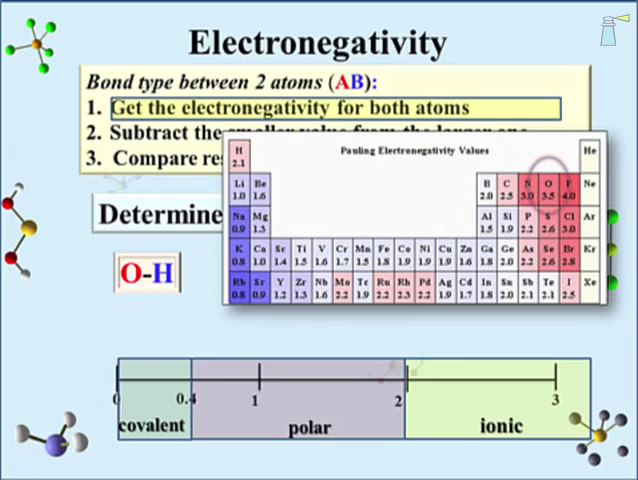 Electronegativity
Bond type between 2 atoms (AB):
1. Get the electronegativity for both atoms
2. Subtract the smaller value from the larger one
3. Compare res
Determine
O-H
Pauling Electronegativity Values
H He
2.1
Li Be B C N O F Ne
1.0 1.6 2.0 2.5 3.0 3.5 4.0
Na Mg Al Si P S Cl Ar
0.9 1.3 1.5 1.9 2.2 2.6 3.0
K Ca Sc Ti V Cr Mn Fe Co Ni Cu Zn Ga Ge As Se Br Kr
0.8 1.0 1.4 1.5 1.6 1.7 1.5 1.8 1.9 1.9 1.9 1.6 1.8 2.0 2.2 2.6 2.8
Rb Sr Y Zr Nb Mo Tc Ru Rh Pd Ag Cd In Sn Sb Te I Xe
0.8 0.9 1.2 1.3 1.6 2.2 1.9 2.2 2.3 2.2 1.9 1.7 1.8 2.0 2.1 2.1 2.5
0 0.4 1 2 3
covalent polar ionic